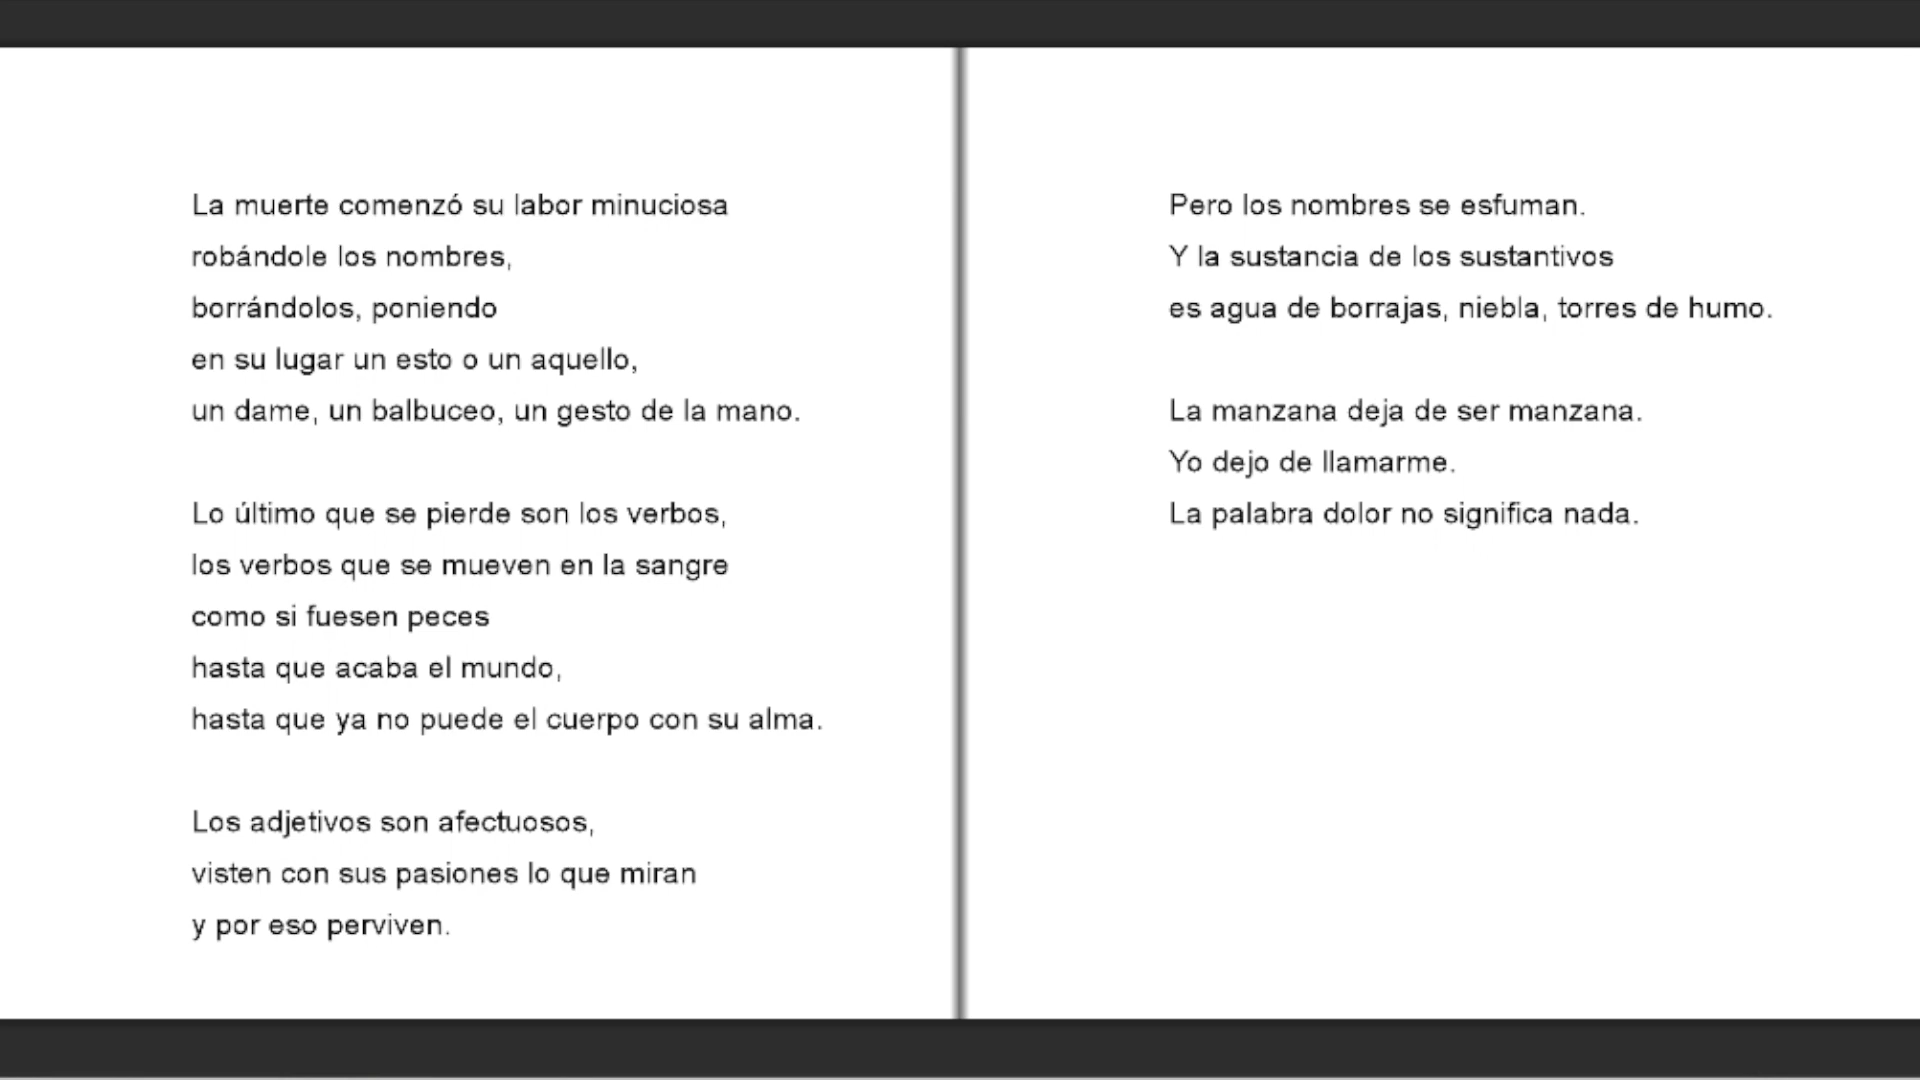 La muerte comenzó su labor minuciosa
robándole los nombres,
borrándolos, poniendo
en su lugar un esto o un aquello,
un dame, un balbuceo, un gesto de la mano.
Lo último que se pierde son los verbos,
los verbos que se mueven en la sangre
como si fuesen peces
hasta que acaba el mundo,
hasta que ya no puede el cuerpo con su alma.
Los adjetivos son afectuosos,
visten con sus pasiones lo que miran
y por eso perviven.
Pero los nombres se esfuman.
Y la sustancia de los sustantivos
es agua de borrajas, niebla, torres de humo.
La manzana deja de ser manzana.
Yo dejo de llamarme.
La palabra dolor no significa nada.